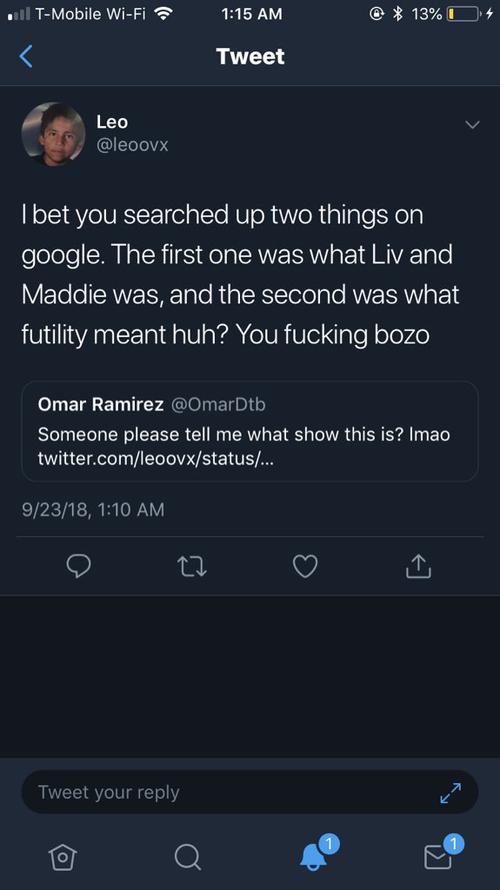 T-Mobile Wi-Fi 1:15 AM 13%
Tweet
Leo
@leoovx
I bet you searched up two things on
google. The first one was what Liv and
Maddie was, and the second was what
futility meant huh? You fucking bozo
Omar Ramirez @OmarDtb
Someone please tell me what show this is? lmao
twitter.com/leoovx/status/...
9/23/18, 1:10 AM
Tweet your reply
1 1